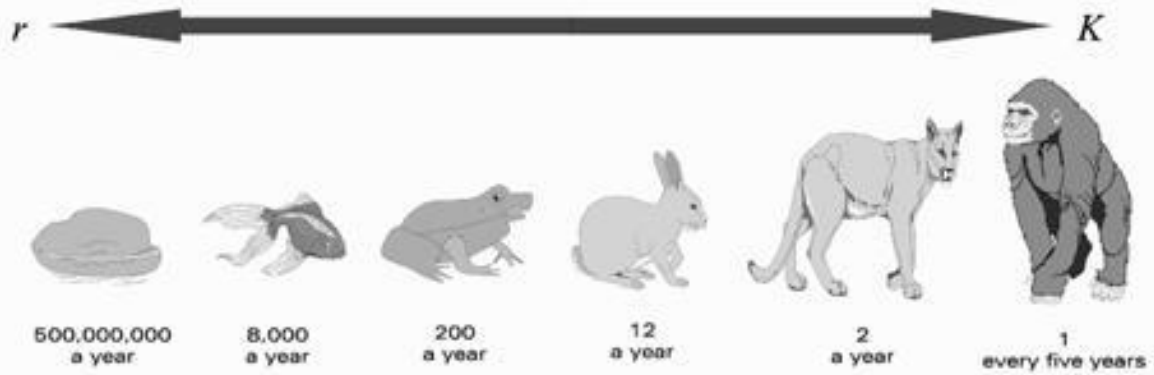 r
K
500,000,000
a year
8,000
a year
200
a year
12
a year
2
a year
1
every five years